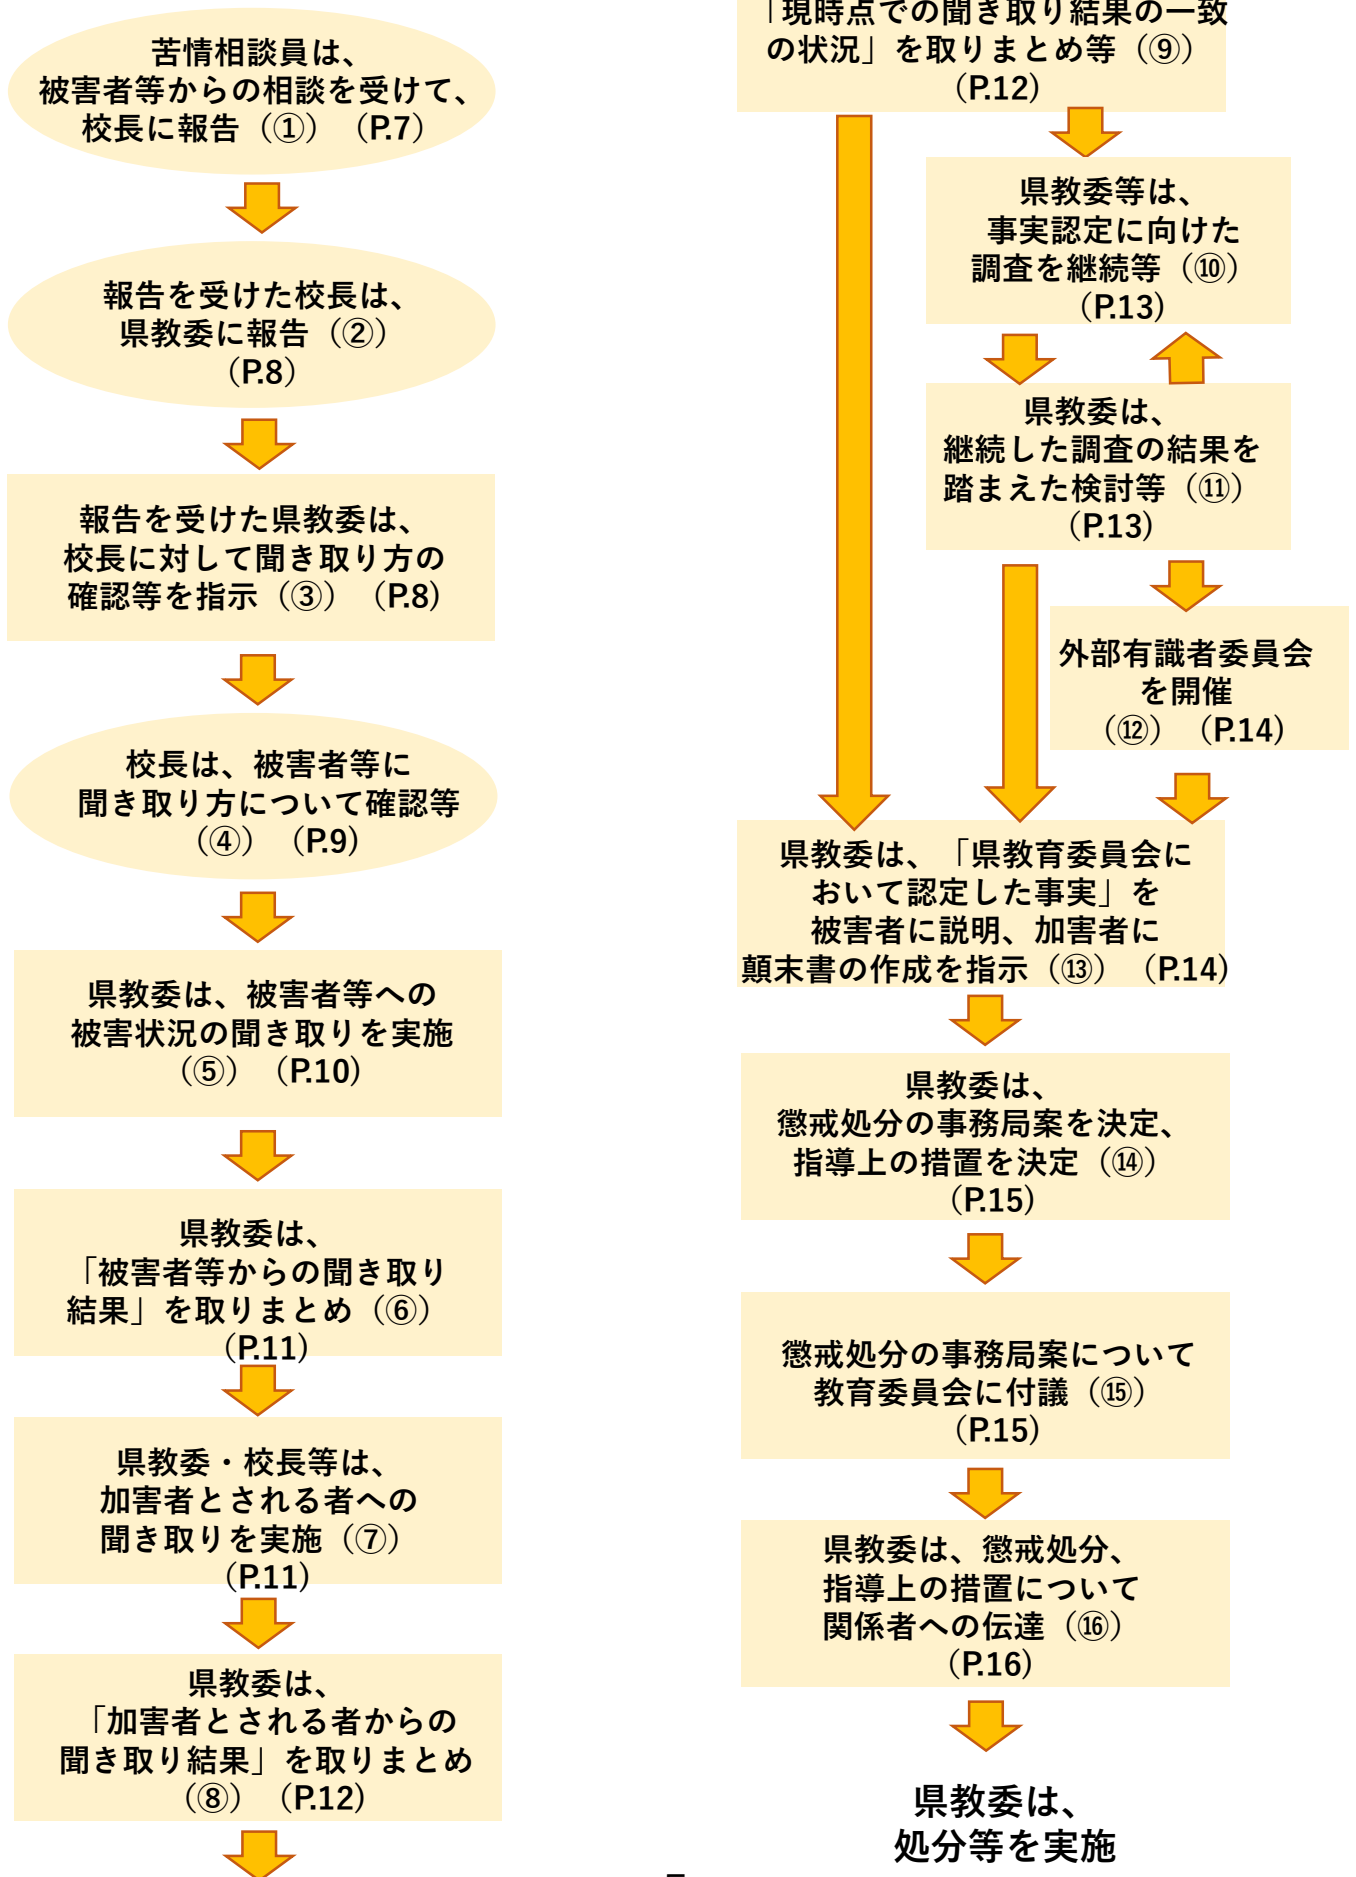 苦情相談員は、
被害者等からの相談を受けて、
校長に報告（①）（P.7）
報告を受けた校長は、
県教委に報告（②）
（P.8）
報告を受けた県教委は、
校長に対して聞き取り方の
確認等を指示（③）（P.8）
校長は、被害者等に
聞き取り方について確認等
（④）（P.9）
県教委は、被害者等への
被害状況の聞き取りを実施
（⑤）（P.10）
県教委は、
「被害者等からの聞き取り
結果」を取りまとめ（⑥）
（P.11）
県教委・校長等は、
加害者とされる者への
聞き取りを実施（⑦）
（P.11）
県教委は、
「加害者とされる者からの
聞き取り結果」を取りまとめ
（⑧）（P.12）
「現時点での聞き取り結果の一致
の状況」を取りまとめ等（⑨）
（P.12）
県教委等は、
事実認定に向けた
調査を継続等（⑩）
（P.13）
県教委は、
継続した調査の結果を
踏まえた検討等（⑪）
（P.13）
外部有識者委員会
を開催
（⑫）（P.14）
県教委は、「県教育委員会に
おいて認定した事実」を
被害者に説明、加害者に
顛末書の作成を指示（⑬）（P.14）
県教委は、
懲戒処分の事務局案を決定、
指導上の措置を決定（⑭）
（P.15）
懲戒処分の事務局案について
教育委員会に付議（⑮）
（P.15）
県教委は、懲戒処分、
指導上の措置について
関係者への伝達（⑯）
（P.16）
県教委は、
処分等を実施